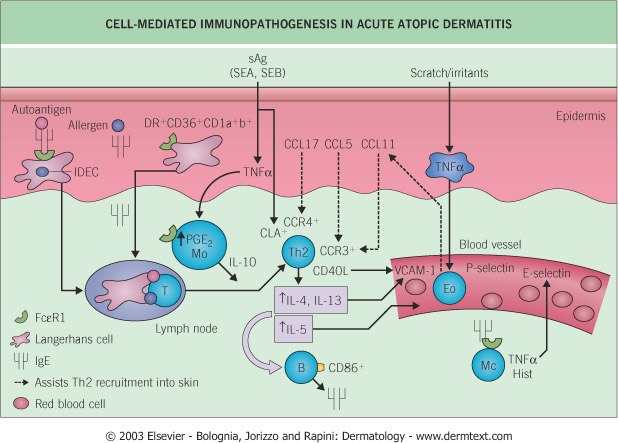 CELL-MEDIATED IMMUNOPATHOGENESIS IN ACUTE ATOPIC DERMATITIS
sAg
(SEA, SEB)
Scratch/irritants
Autoantigen
Allergen
DR+CD36+CD1a+b+
Epidermis
IDEC
CCL17
CCL5
CCL11
TNFα
TNFα
CCR4+
CLA+
PGE2
Mo
Th2
CCR3+
Blood vessel
IL-10
CD40L
VCAM-1
P-selectin
E-selectin
T
Eo
IL-4, IL-13
Lymph node
IL-5
FcεR1
Langerhans cell
IgE
Assists Th2 recruitment into skin
Red blood cell
B
CD86+
Mc
TNFα
Hist
© 2003 Elsevier - Bolognia, Jorizzo and Rapini: Dermatology - www.dermtext.com